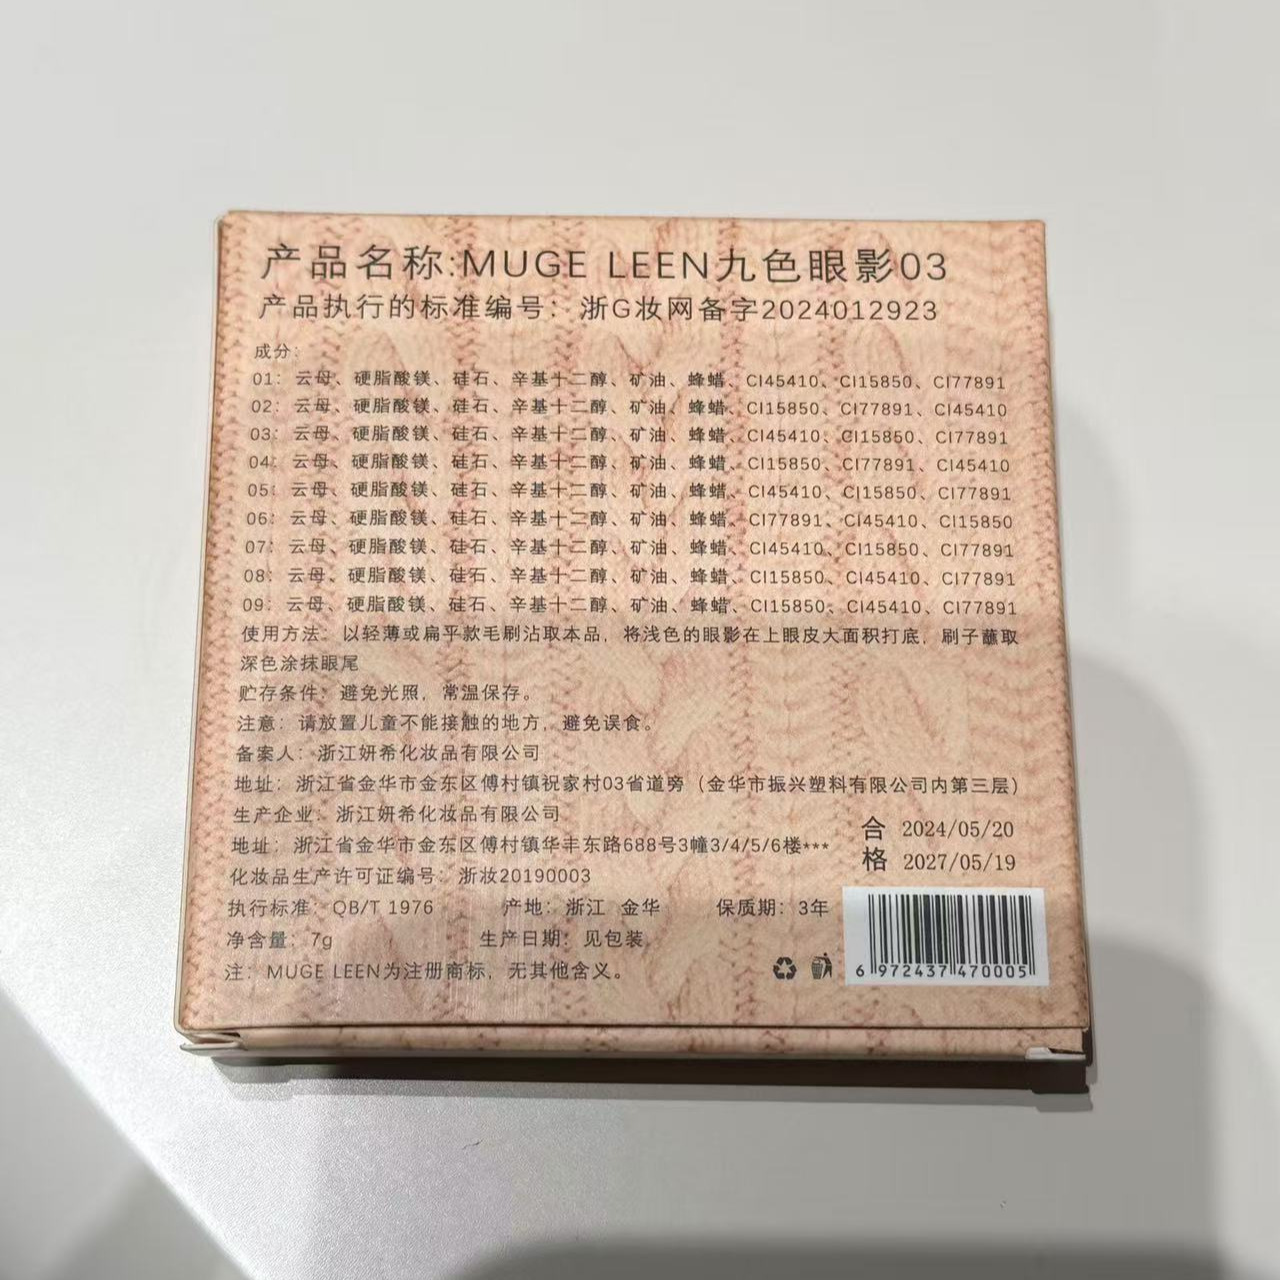 产品名称:MUGE LEEN九色眼影03
产品执行的标准编号：浙G妆网备字2024012923
成分：
01：云母、硬脂酸镁、硅石、辛基十二醇、矿油、蜂蜡、CI45410、CI15850、CI77891
02：云母、硬脂酸镁、硅石、辛基十二醇、矿油、蜂蜡、CI15850、CI77891、CI45410
03：云母、硬脂酸镁、硅石、辛基十二醇、矿油、蜂蜡、CI45410、CI15850、CI77891
04：云母、硬脂酸镁、硅石、辛基十二醇、矿油、蜂蜡、CI15850、CI77891、CI45410
05：云母、硬脂酸镁、硅石、辛基十二醇、矿油、蜂蜡、CI45410、CI15850、CI77891
06：云母、硬脂酸镁、硅石、辛基十二醇、矿油、蜂蜡、CI77891、CI45410、CI15850
07：云母、硬脂酸镁、硅石、辛基十二醇、矿油、蜂蜡、CI45410、CI15850、CI77891
08：云母、硬脂酸镁、硅石、辛基十二醇、矿油、蜂蜡、CI15850、CI45410、CI77891
09：云母、硬脂酸镁、硅石、辛基十二醇、矿油、蜂蜡、CI15850、CI45410、CI77891
使用方法：以轻薄或扁平款毛刷沾取本品，将浅色的眼影在上眼皮大面积打底，刷子蘸取
深色涂抹眼尾
贮存条件：避免光照，常温保存。
注意：请放置儿童不能接触的地方，避免误食。
备案人：浙江妍希化妆品有限公司
地址：浙江省金华市金东区傅村镇祝家村03省道旁（金华市振兴塑料有限公司内第三层）
生产企业：浙江妍希化妆品有限公司
地址：浙江省金华市金东区傅村镇华丰东路688号3幢3/4/5/6楼***
合格 2024/05/20
2027/05/19
化妆品生产许可证编号：浙妆20190003
执行标准：QB/T 1976 产地：浙江 金华 保质期：3年
净含量：7g 生产日期：见包装
注：MUGE LEEN为注册商标，无其他含义。
6 972437 470005